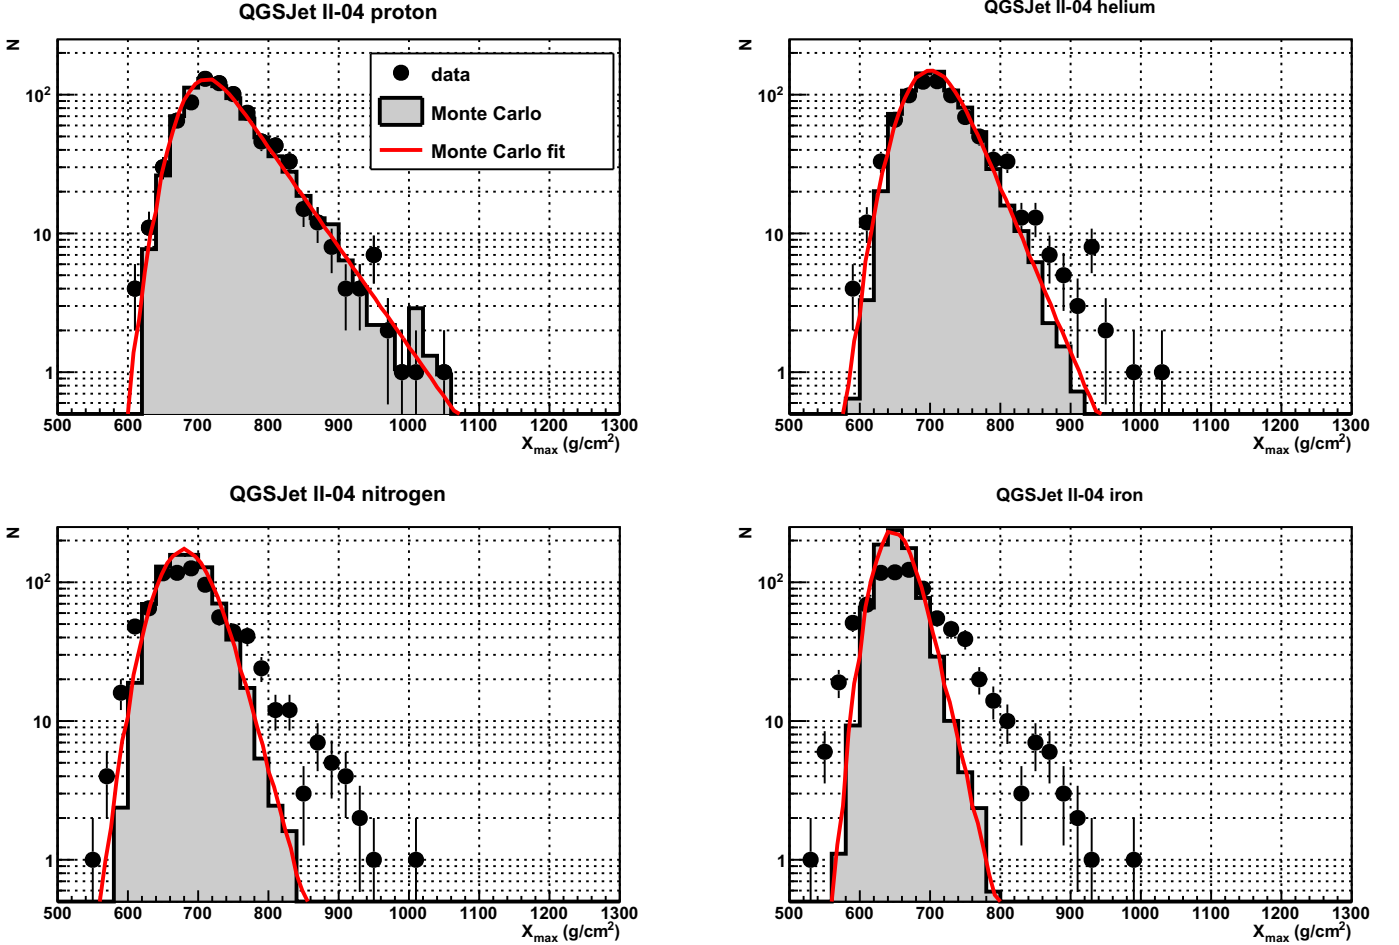 QGSJet II-04 proton
N
data
Monte Carlo
Monte Carlo fit
10²
10
1
500 600 700 800 900 1000 1100 1200 1300
Xmax (g/cm²)
QGSJet II-04 helium
N
10²
10
1
500 600 700 800 900 1000 1100 1200 1300
Xmax (g/cm²)
QGSJet II-04 nitrogen
N
10²
10
1
500 600 700 800 900 1000 1100 1200 1300
Xmax (g/cm²)
QGSJet II-04 iron
N
10²
10
1
500 600 700 800 900 1000 1100 1200 1300
Xmax (g/cm²)